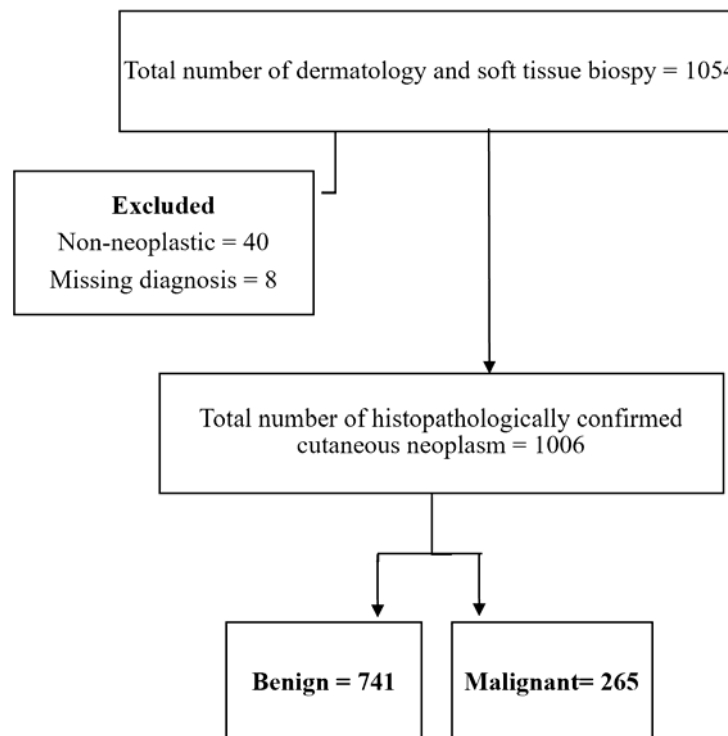 Total number of dermatology and soft tissue biospy = 1054
Excluded
Non-neoplastic = 40
Missing diagnosis = 8
Total number of histopathologically confirmed
cutaneous neoplasm = 1006
Benign = 741
Malignant= 265